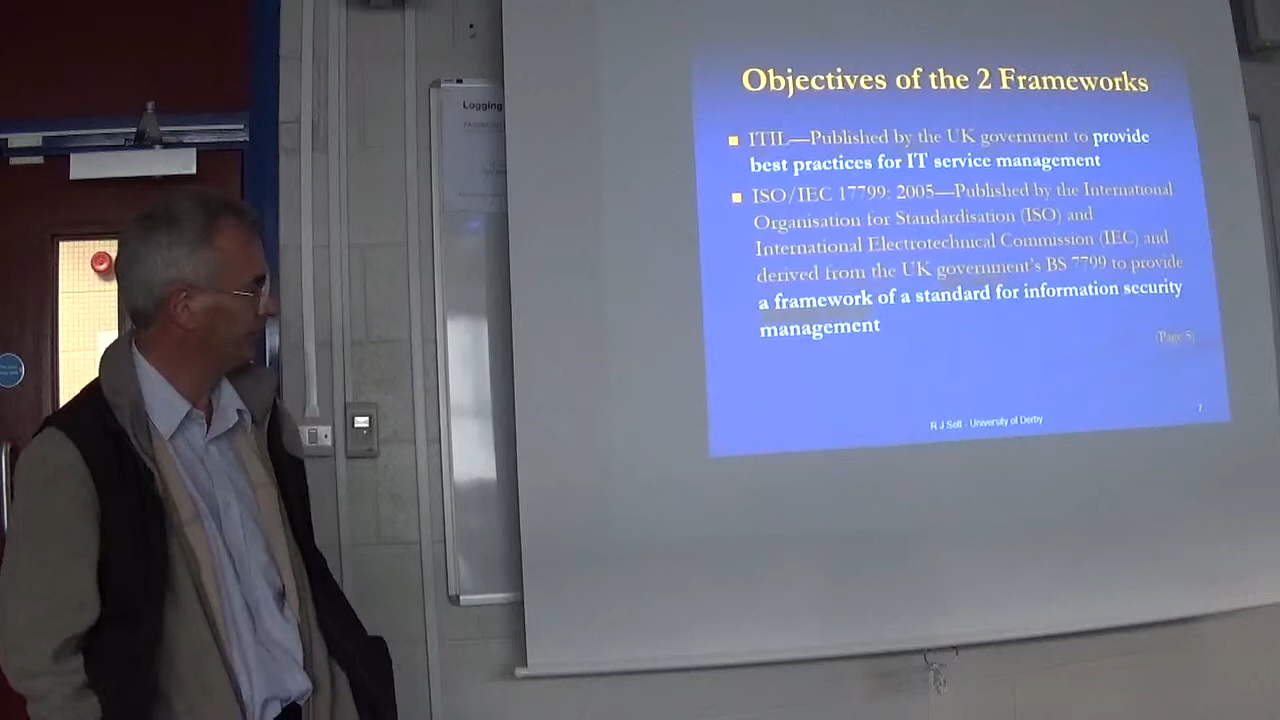 Logging
Objectives of the 2 Frameworks
ITIL—Published by the UK government to provide
best practices for IT service management
ISO/IEC 17799: 2005—Published by the International
Organisation for Standardisation (ISO) and
International Electrotechnical Commission (IEC) and
derived from the UK government's BS 7799 to provide
a framework of a standard for information security
management
(Page 5)
R J Self - University of Derby
7